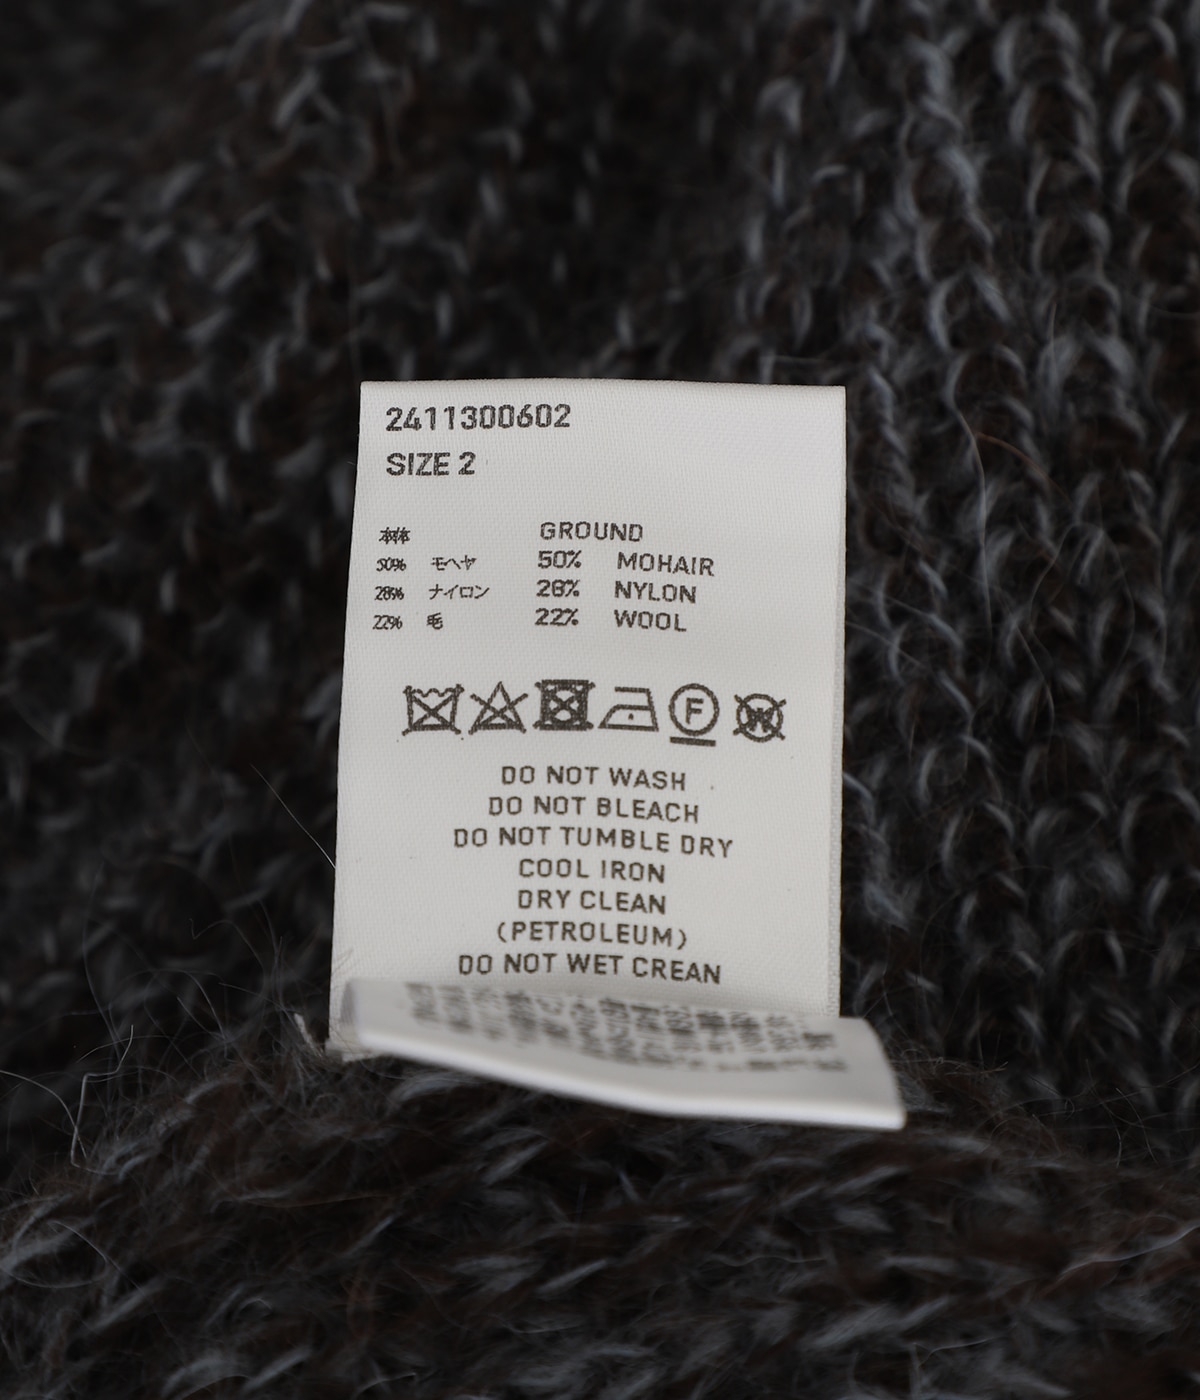 2411300602
SIZE 2
本体 GROUND
50% モヘヤ 50% MOHAIR
28% ナイロン 28% NYLON
22% 毛 22% WOOL
F
W
DO NOT WASH
DO NOT BLEACH
DO NOT TUMBLE DRY
COOL IRON
DRY CLEAN
(PETROLEUM)
DO NOT WET CREAN